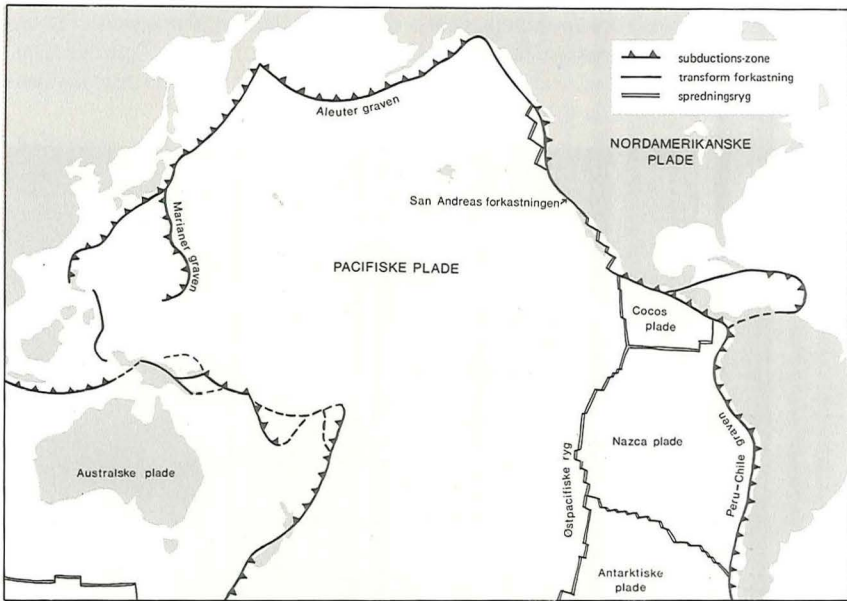 subductions-zone
transform forkastning
spredningsryg
Aleuter graven
NORDAMERIKANSKE
PLADE
San Andreas forkastningen
Marianer graven
PACIFISKE PLADE
Cocos
plade
Nazca plade
Peru-Chile graven
Australske plade
Ostpacifiske ryg
Antarktiske
plade